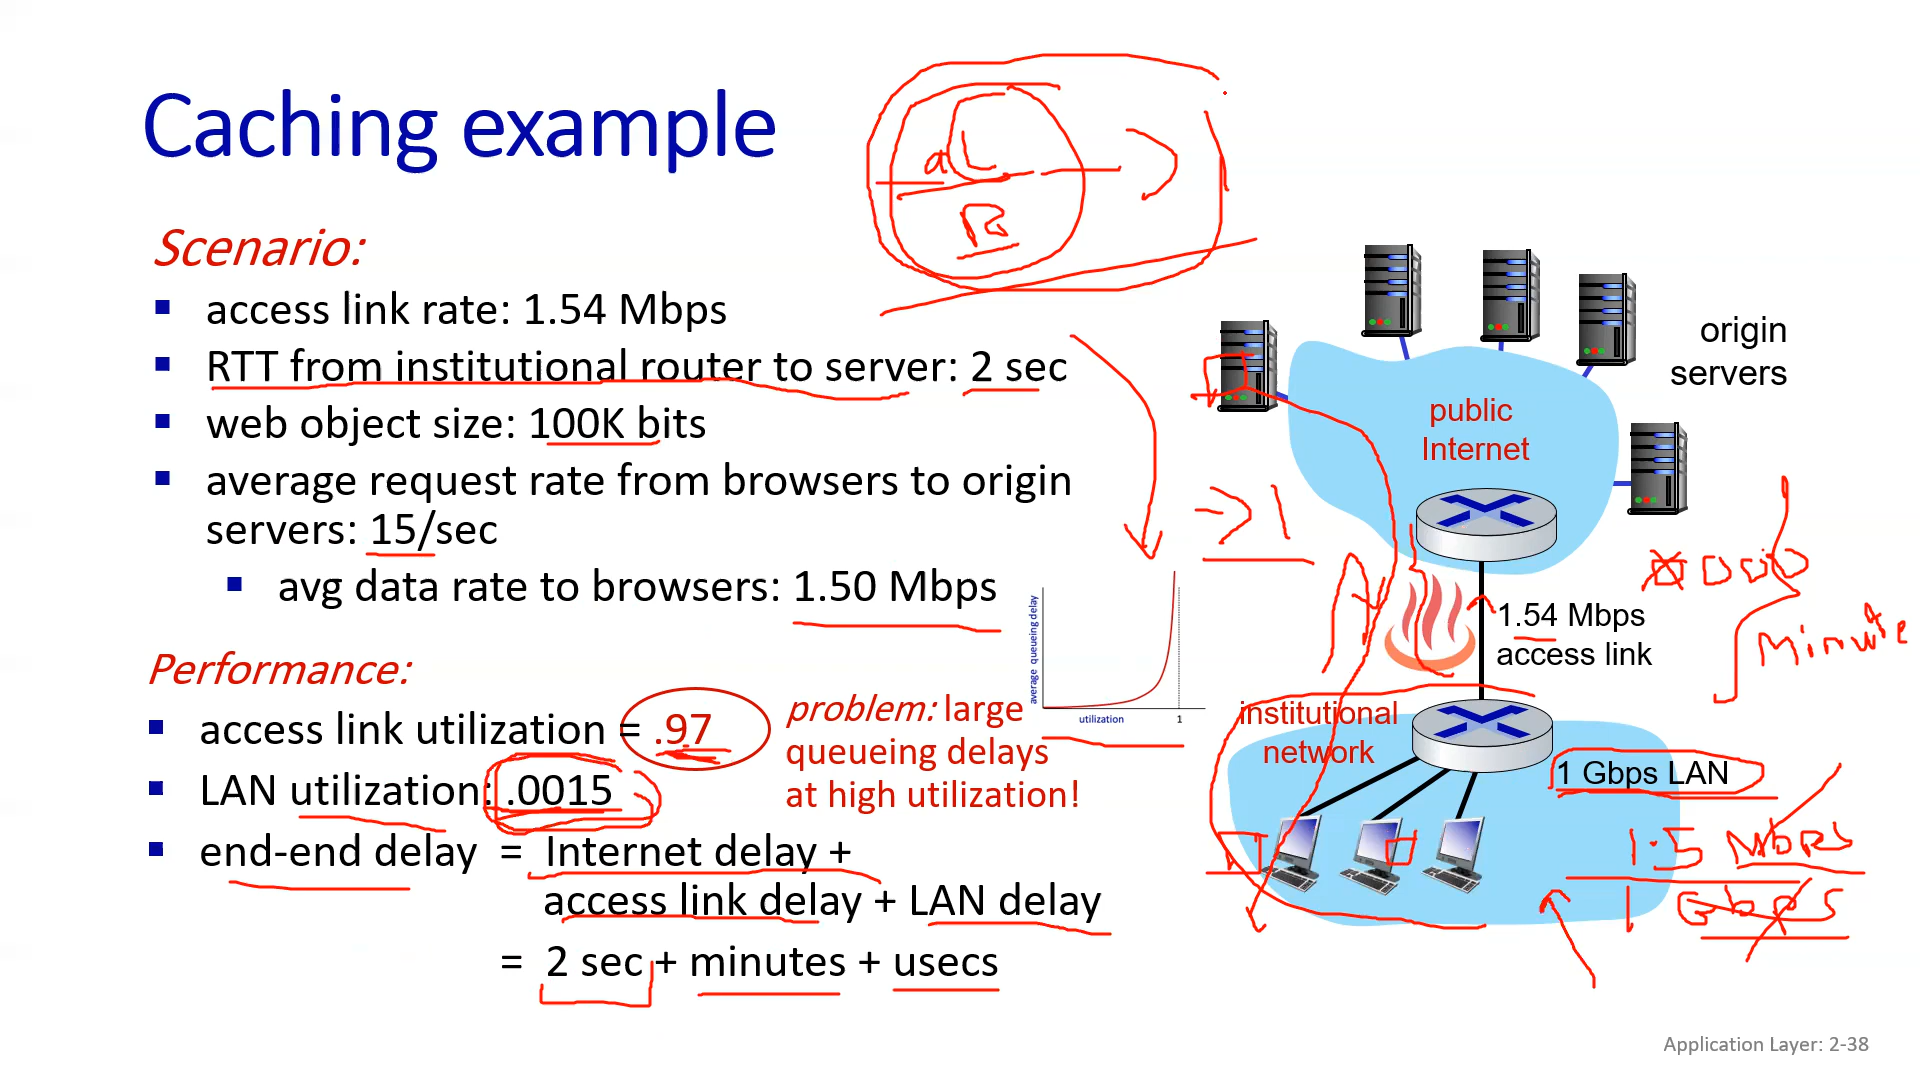 Caching example
aL
R
Scenario:
access link rate: 1.54 Mbps
RTT from institutional router to server: 2 sec
web object size: 100K bits
average request rate from browsers to origin
servers: 15/sec
avg data rate to browsers: 1.50 Mbps
Performance:
access link utilization = .97
LAN utilization: .0015
end-end delay = Internet delay +
access link delay + LAN delay
= 2 sec + minutes + usecs
problem: large
queueing delays
at high utilization!
average queueing delay
utilization
1
→ 1
origin
servers
public
Internet
1.54 Mbps
access link
Minute
institutional
network
1 Gbps LAN
1.5 Mbps
1 Gbps
Application Layer: 2-38